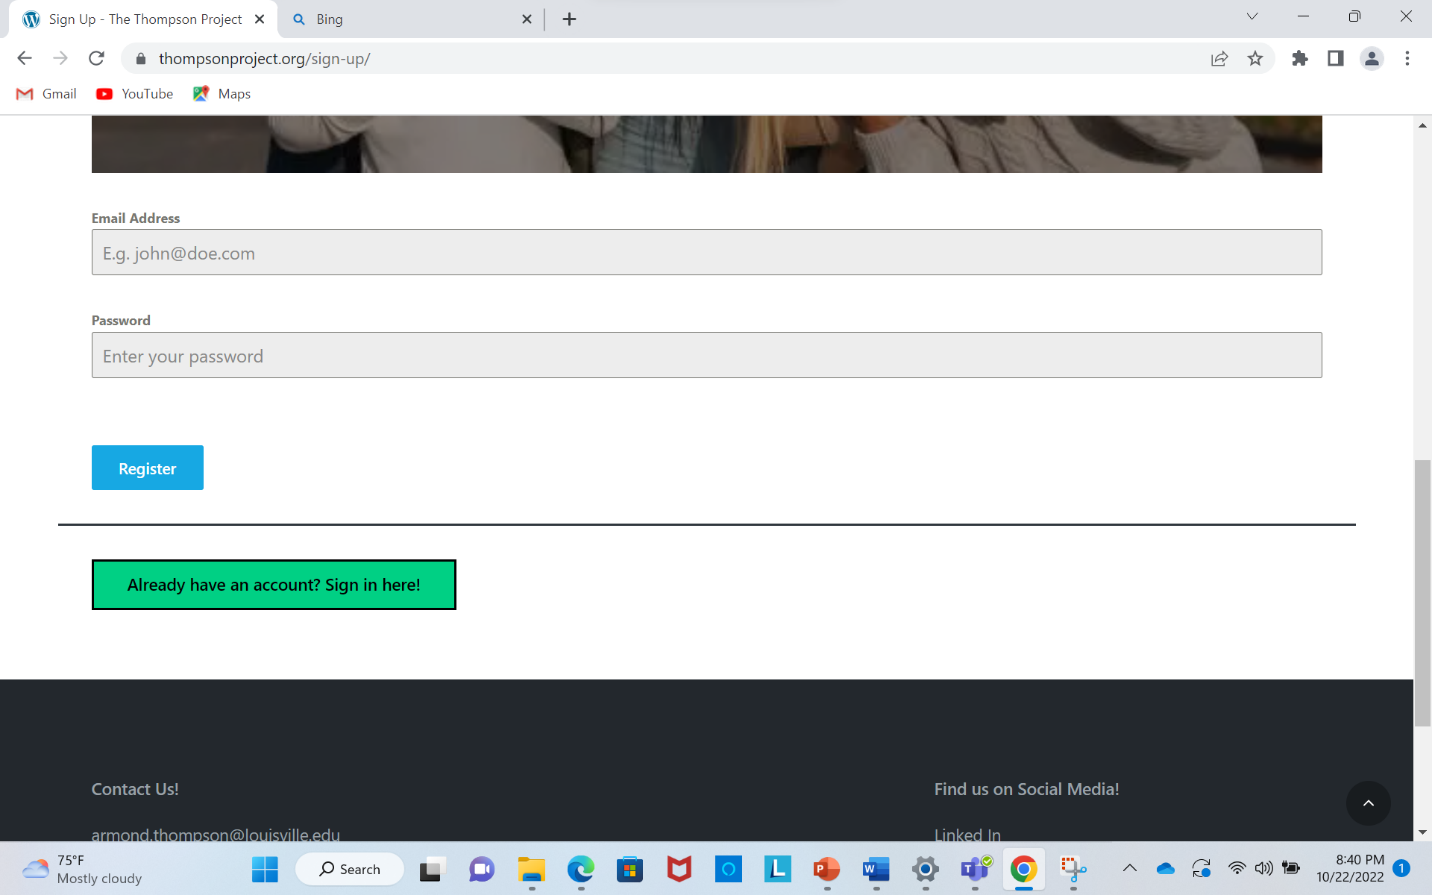 Sign Up - The Thompson Project
Bing
thompsonproject.org/sign-up/
Gmail
YouTube
Maps
Email Address
E.g. john@doe.com
Password
Enter your password
Register
Already have an account? Sign in here!
Contact Us!
Find us on Social Media!
armond.thompson@louisville.edu
Linked In
75°F
Mostly cloudy
Search
8:40 PM
10/22/2022
1